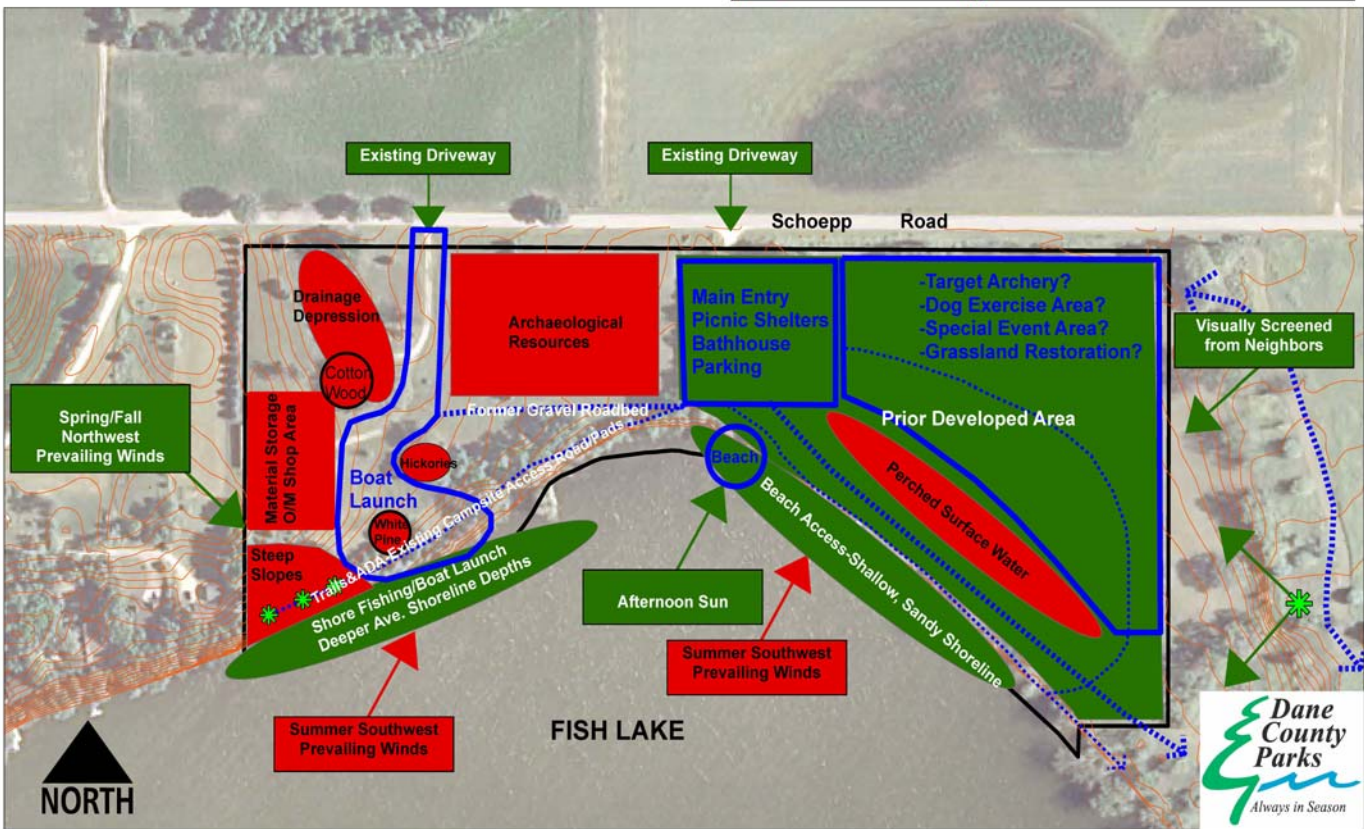 Existing Driveway
Existing Driveway
Schoepp Road
Drainage
Depression
Archaeological
Resources
Main Entry
Picnic Shelters
Bathhouse
Parking
-Target Archery?
-Dog Exercise Area?
-Special Event Area?
-Grassland Restoration?
Visually Screened
from Neighbors
Cotton
Wood
Spring/Fall
Northwest
Prevailing Winds
Material Storage
O/M Shop Area
Former Gravel Roadbed
Prior Developed Area
Hickories
Boat
Launch
Beach
White
Pine
Trails&ADA-Existing Campsite Access Road/Pads
Perched Surface Water
Steep
Slopes
Shore Fishing/Boat Launch
Deeper Ave. Shoreline Depths
Beach Access-Shallow, Sandy Shoreline
Afternoon Sun
Summer Southwest
Prevailing Winds
Summer Southwest
Prevailing Winds
FISH LAKE
NORTH
Dane
County
Parks
Always in Season